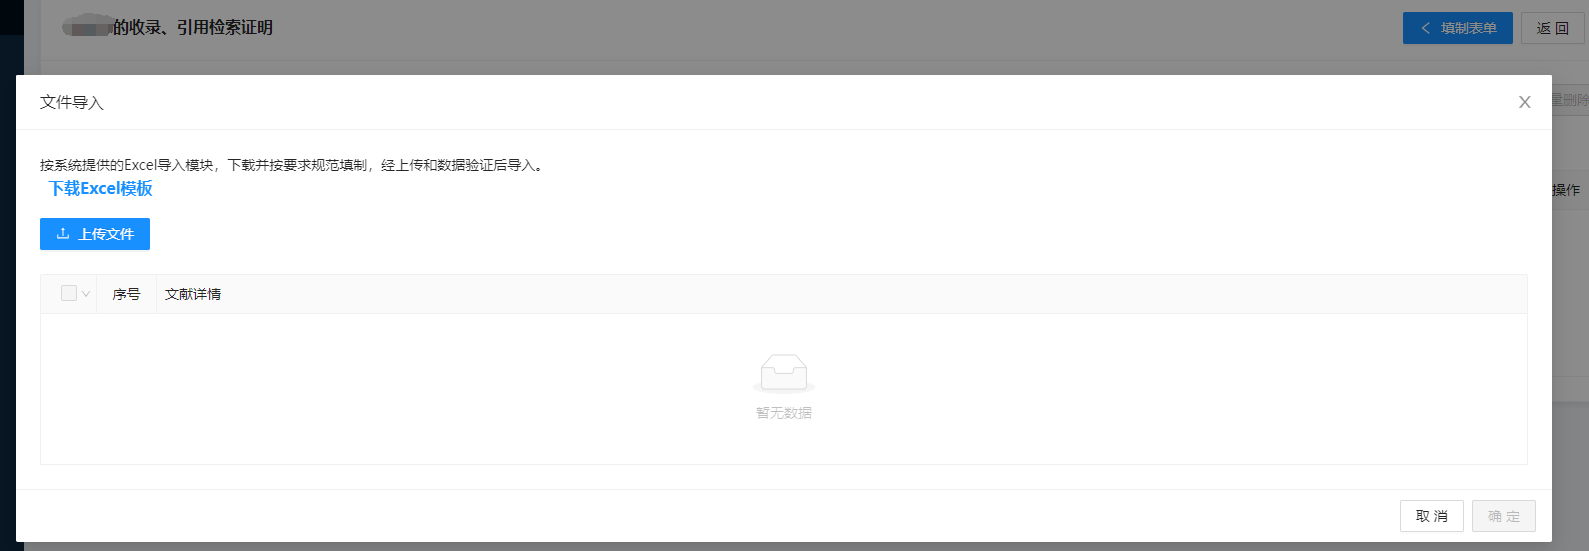 的收录、引用检索证明
填制表单
返 回
量删除
文件导入
按系统提供的Excel导入模块，下载并按要求规范填制，经上传和数据验证后导入。
下载Excel模板
操作
上传文件
序号
文献详情
暂无数据
取 消
确 定